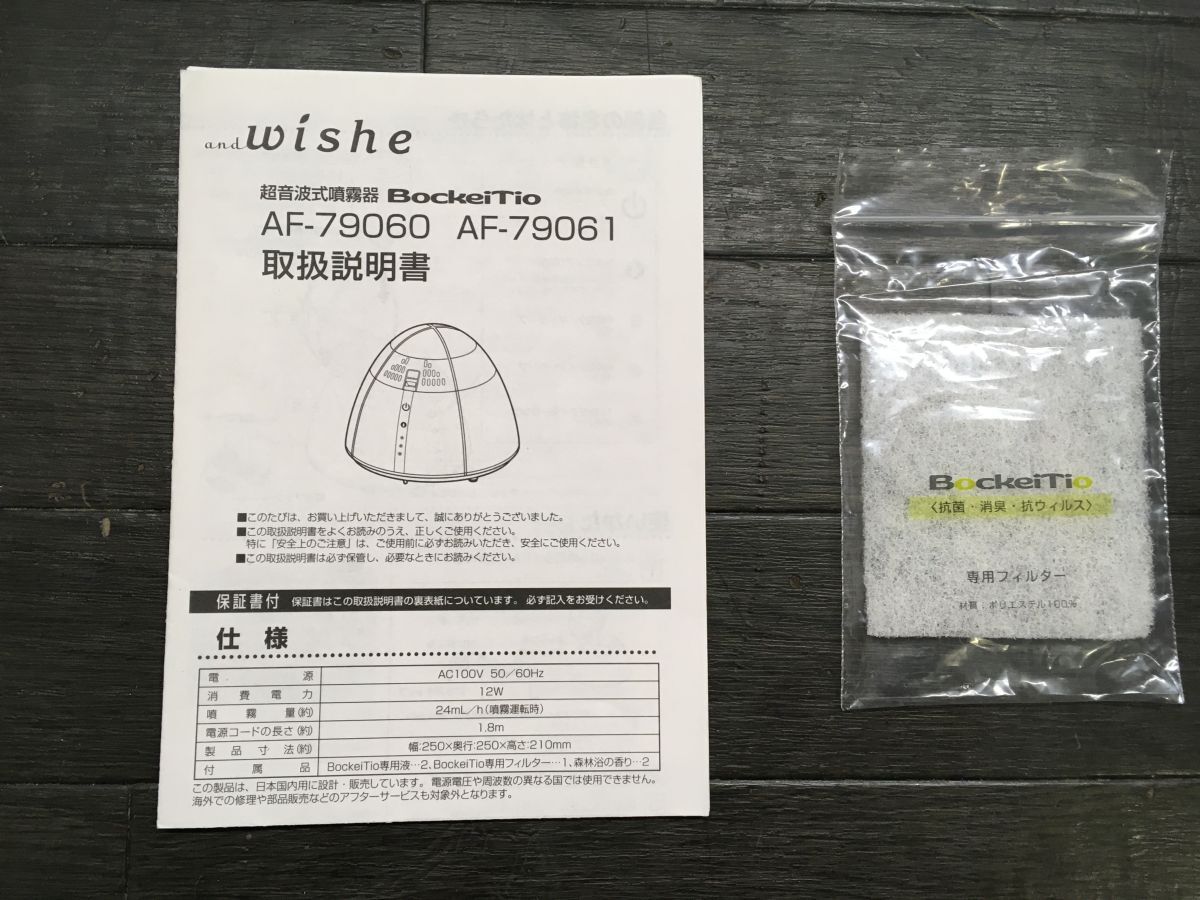 and wishe
超音波式噴霧器 BockeiTio
AF-79060 AF-79061
取扱説明書
■このたびは、お買い上げいただきまして、誠にありがとうございました。
■この取扱説明書をよくお読みのうえ、正しくご使用ください。
特に「安全上のご注意」は、ご使用前に必ずお読みいただき、安全にご使用ください。
■この取扱説明書は必ず保管し、必要なときにお読みください。
保証書付 保証書はこの取扱説明書の裏表紙についています。必ず記入をお受けください。
仕 様
電源 AC100V 50/60Hz
消費電力 12W
噴霧量(約) 24mL/h(噴霧運転時)
電源コードの長さ(約) 1.8m
製品寸法(約) 幅:250×奥行:250×高さ:210mm
付属品 BockeiTio専用液…2、BockeiTio専用フィルター…1、森林浴の香り…2
この製品は、日本国内用に設計・販売しています。電源電圧や周波数の異なる国では使用できません。
海外での修理や部品販売などのアフターサービスも対象外となります。
BockeiTio
〈抗菌・消臭・抗ウィルス〉
専用フィルター
材質：ポリエステル100%